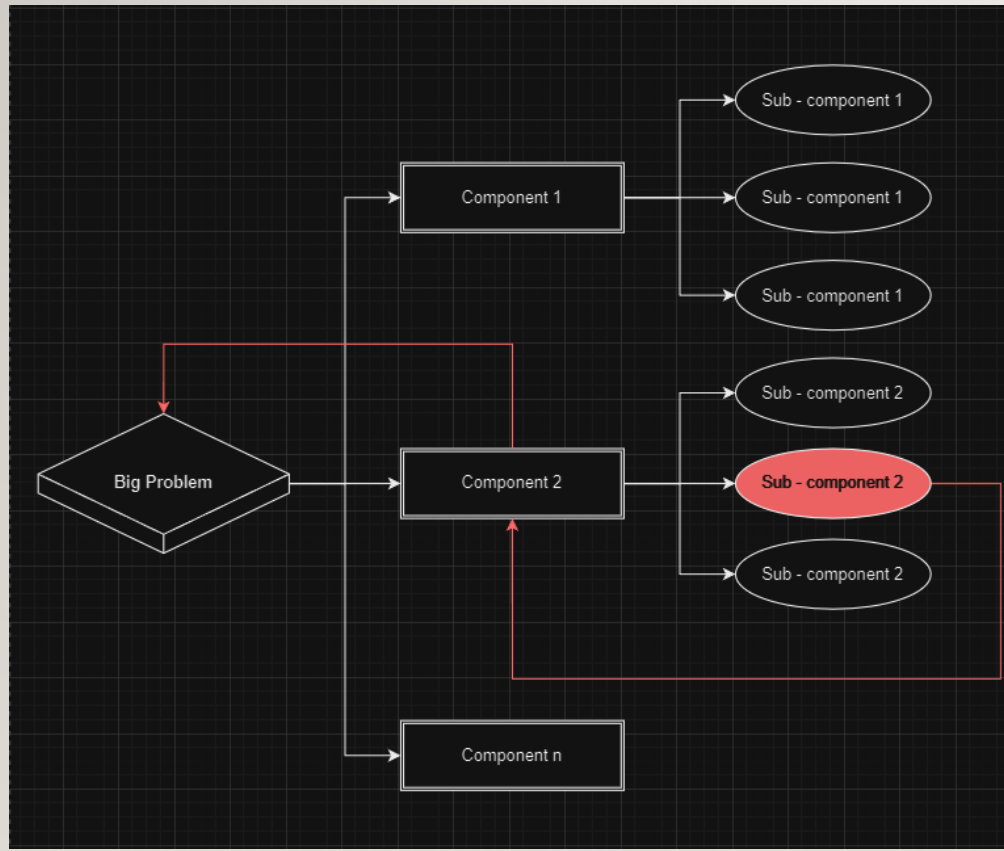 Sub - component 1
Component 1
Sub - component 1
Sub - component 1
Sub - component 2
Big Problem
Component 2
Sub - component 2
Sub - component 2
Component n